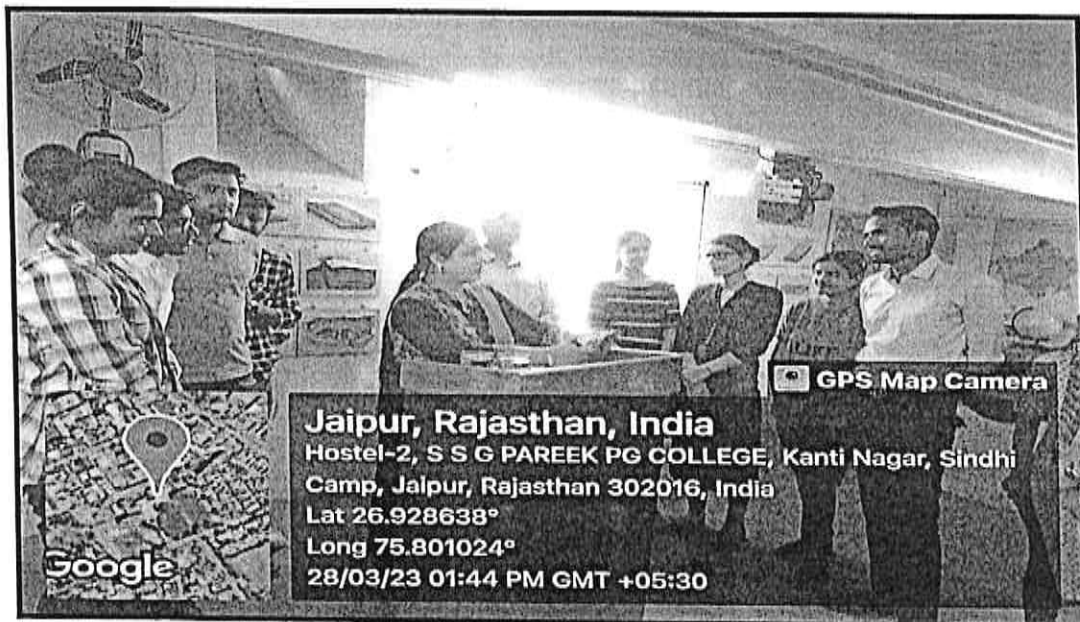 GPS Map Camera
Jaipur, Rajasthan, India
Hostel-2, S S G PAREEK PG COLLEGE, Kanti Nagar, Sindhi
Camp, Jaipur, Rajasthan 302016, India
Lat 26.928638°
Long 75.801024°
28/03/23 01:44 PM GMT +05:30
Google